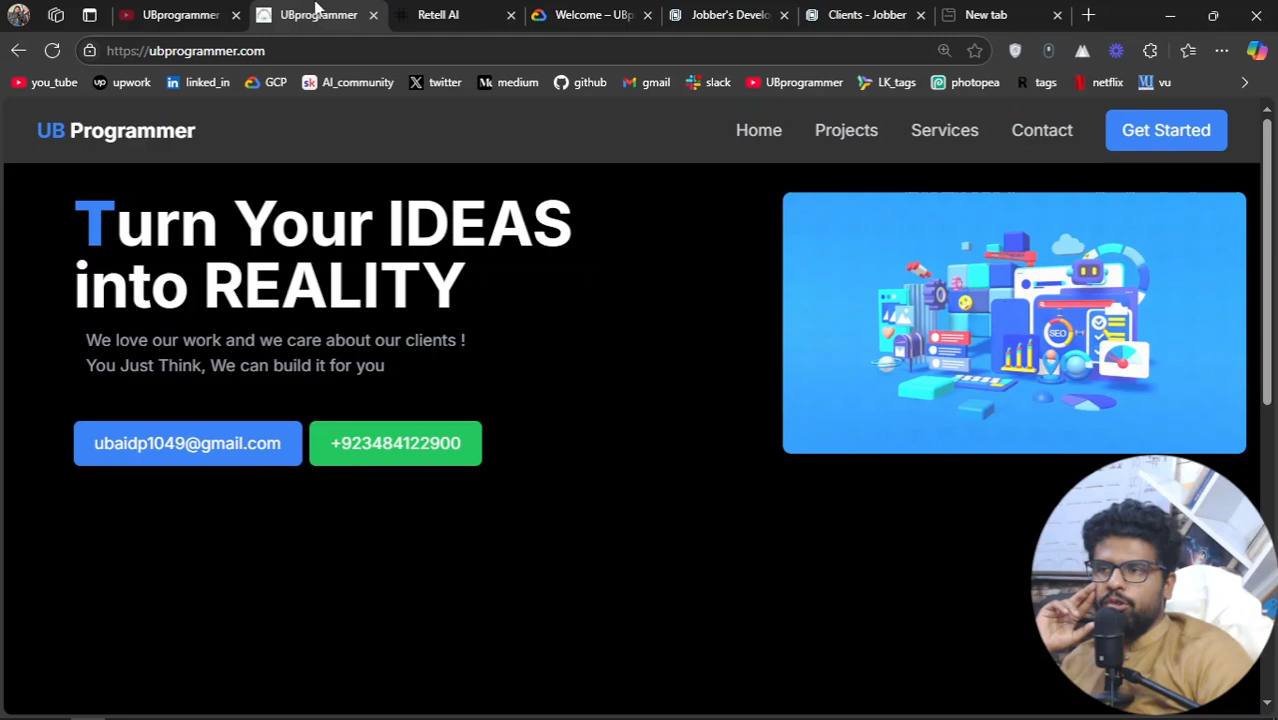 UBprogrammer
UBprogrammer
Retell AI
Welcome – UBp
Jobber's Develo
Clients - Jobber
New tab
https://ubprogrammer.com
you_tube
upwork
linked_in
GCP
AI_community
twitter
medium
github
gmail
slack
UBprogrammer
LK_tags
photopea
tags
netflix
vu
UB Programmer
Home
Projects
Services
Contact
Get Started
Turn Your IDEAS
into REALITY
We love our work and we care about our clients !
You Just Think, We can build it for you
ubaidp1049@gmail.com
+923484122900
SEO